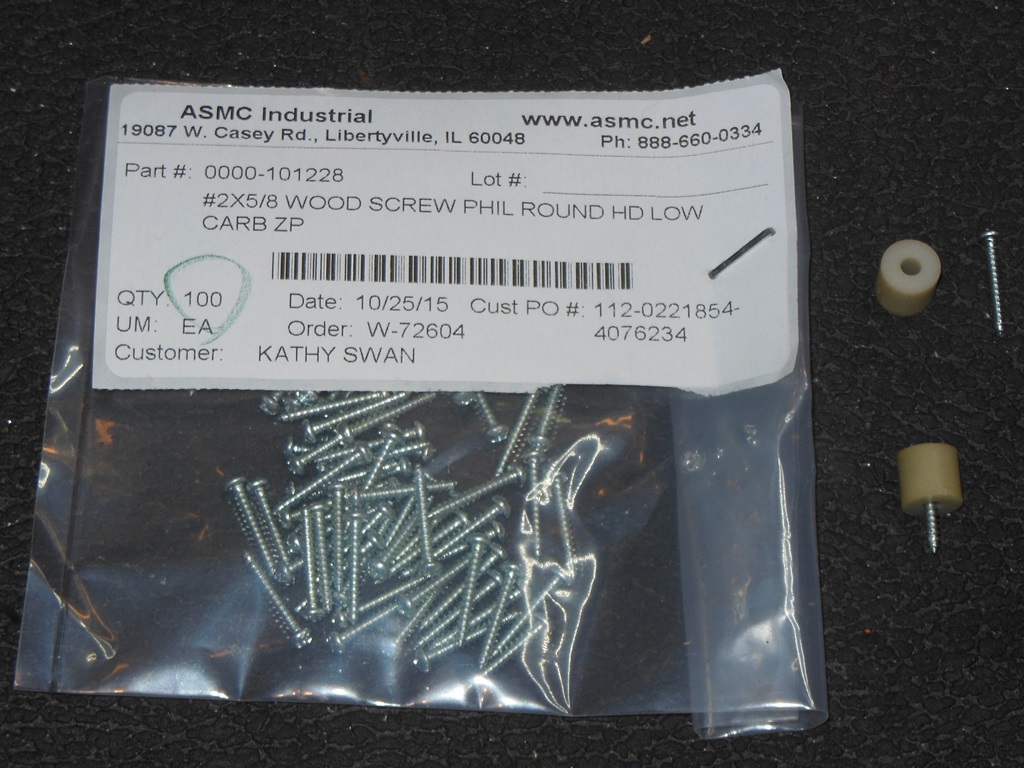 ASMC Industrial www.asmc.net
19087 W. Casey Rd., Libertyville, IL 60048 Ph: 888-660-0334
Part #: 0000-101228 Lot #:
#2X5/8 WOOD SCREW PHIL ROUND HD LOW
CARB ZP
QTY 100 Date: 10/25/15 Cust PO #: 112-0221854-
UM: EA Order: W-72604 4076234
Customer: KATHY SWAN